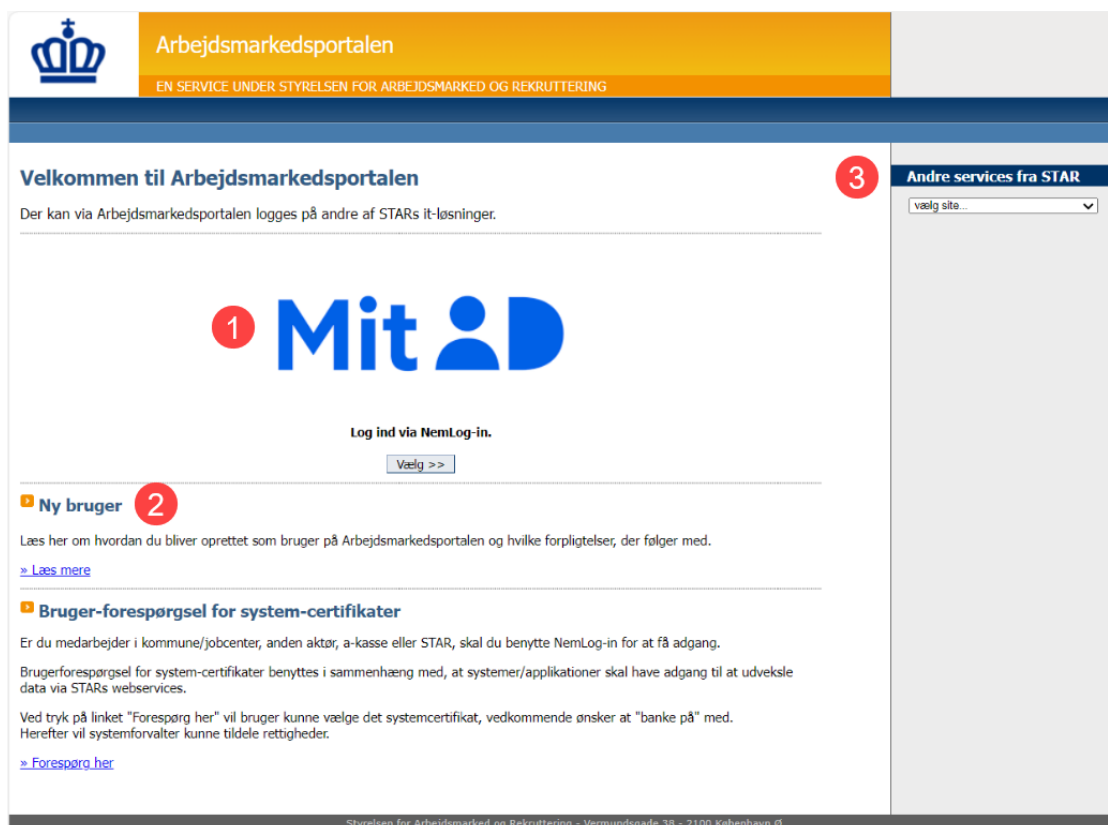 Arbejdsmarkedsportalen
EN SERVICE UNDER STYRELSEN FOR ARBEJDSMARKED OG REKRUTTERING
Velkommen til Arbejdsmarkedsportalen
Der kan via Arbejdsmarkedsportalen logges på andre af STARs it-løsninger.
1
Mit D
Log ind via NemLog-in.
Vælg >>
Ny bruger
2
Læs her om hvordan du bliver oprettet som bruger på Arbejdsmarkedsportalen og hvilke forpligtelser, der følger med.
» Læs mere
Bruger-forespørgsel for system-certifikater
Er du medarbejder i kommune/jobcenter, anden aktør, a-kasse eller STAR, skal du benytte NemLog-in for at få adgang.
Brugerforespørgsel for system-certifikater benyttes i sammenhæng med, at systemer/applikationer skal have adgang til at udveksle
data via STARs webservices.
Ved tryk på linket "Forespørg her" vil bruger kunne vælge det systemcertifikat, vedkommende ønsker at "banke på" med.
Herefter vil systemforvalter kunne tildele rettigheder.
» Forespørg her
3
Andre services fra STAR
vælg site...
Styrelsen for Arbejdsmarked og Rekruttering - Vermundsgade 38 - 2100 København Ø